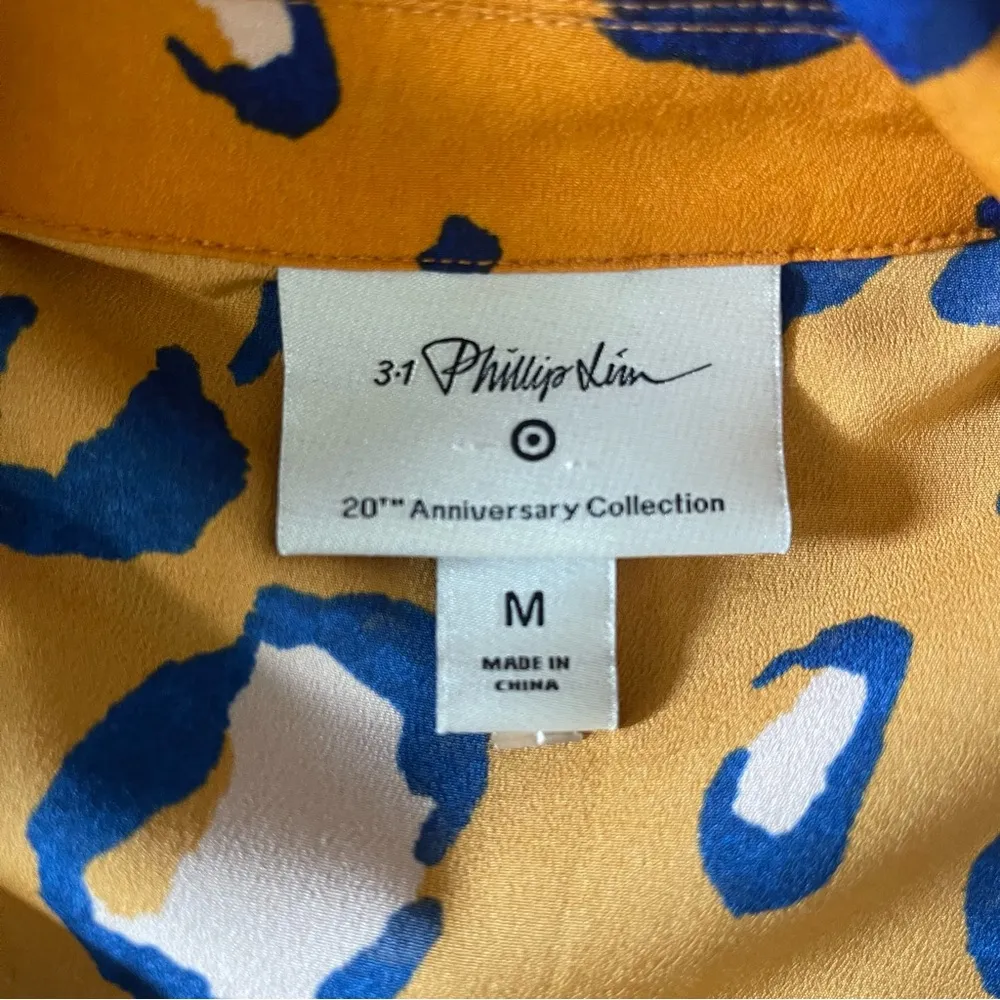 3.1 Phillip Lim
20TH Anniversary Collection
M
MADE IN
CHINA